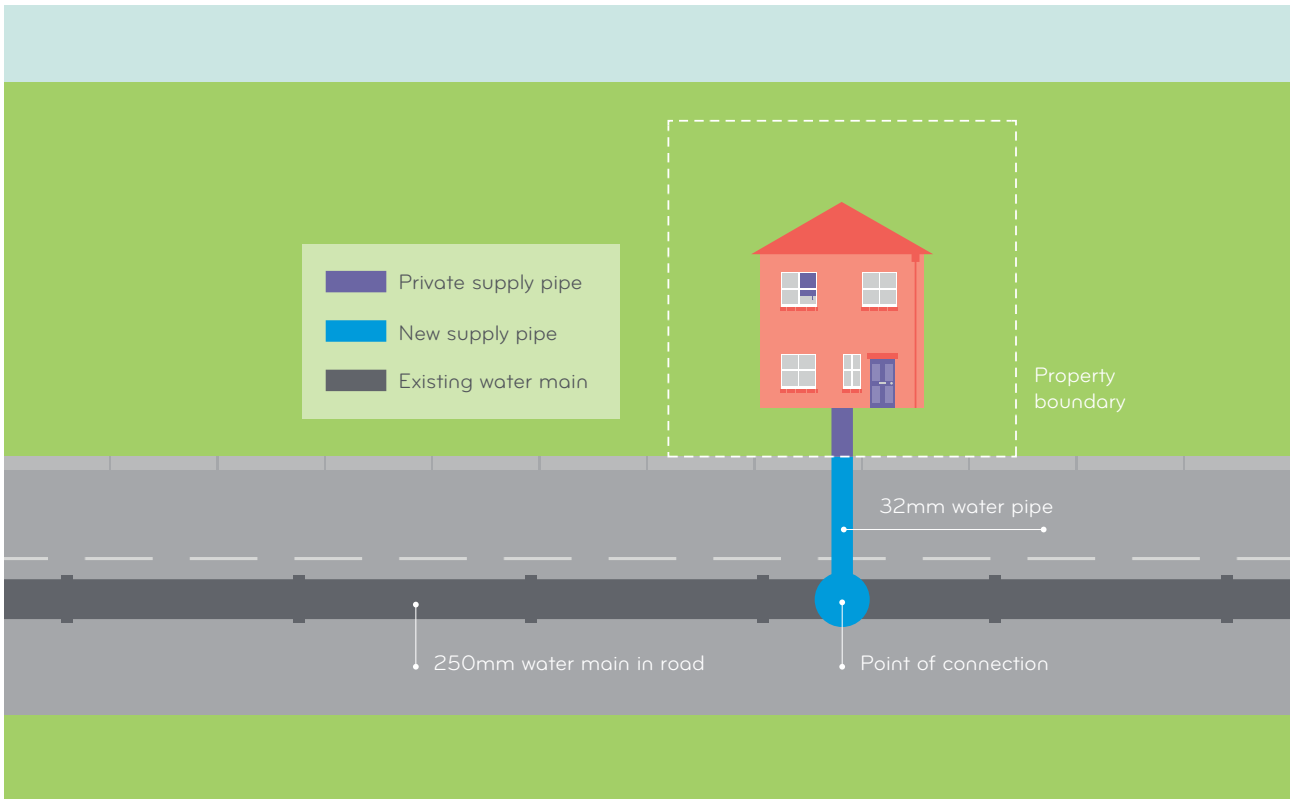 Private supply pipe
New supply pipe
Existing water main
Property
boundary
32mm water pipe
250mm water main in road
Point of connection